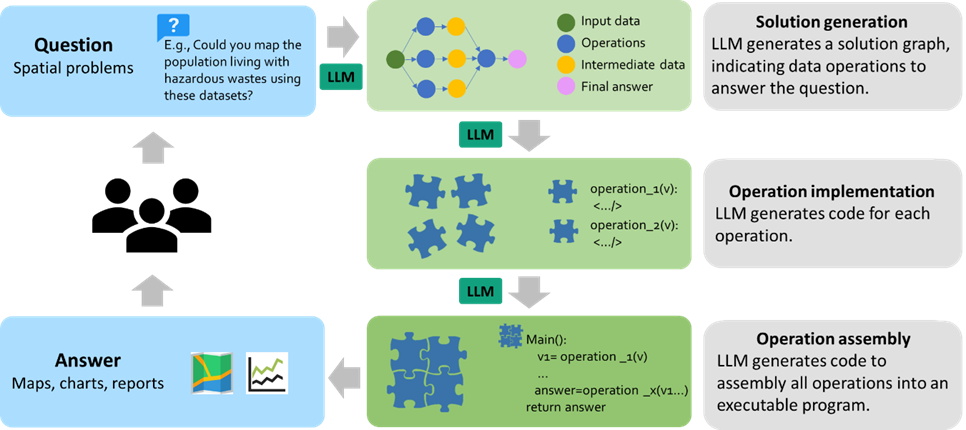 Question
Spatial problems
?
E.g., Could you map the
population living with
hazardous wastes using
these datasets?
LLM
Input data
Operations
Intermediate data
Final answer
Solution generation
LLM generates a solution graph,
indicating data operations to
answer the question.
LLM
operation_1(v):
<.../>
operation_2(v):
<.../>
Operation implementation
LLM generates code for each
operation.
LLM
Answer
Maps, charts, reports
Main():
v1= operation _1(v)
...
answer=operation _x(v1...)
return answer
Operation assembly
LLM generates code to
assembly all operations into an
executable program.